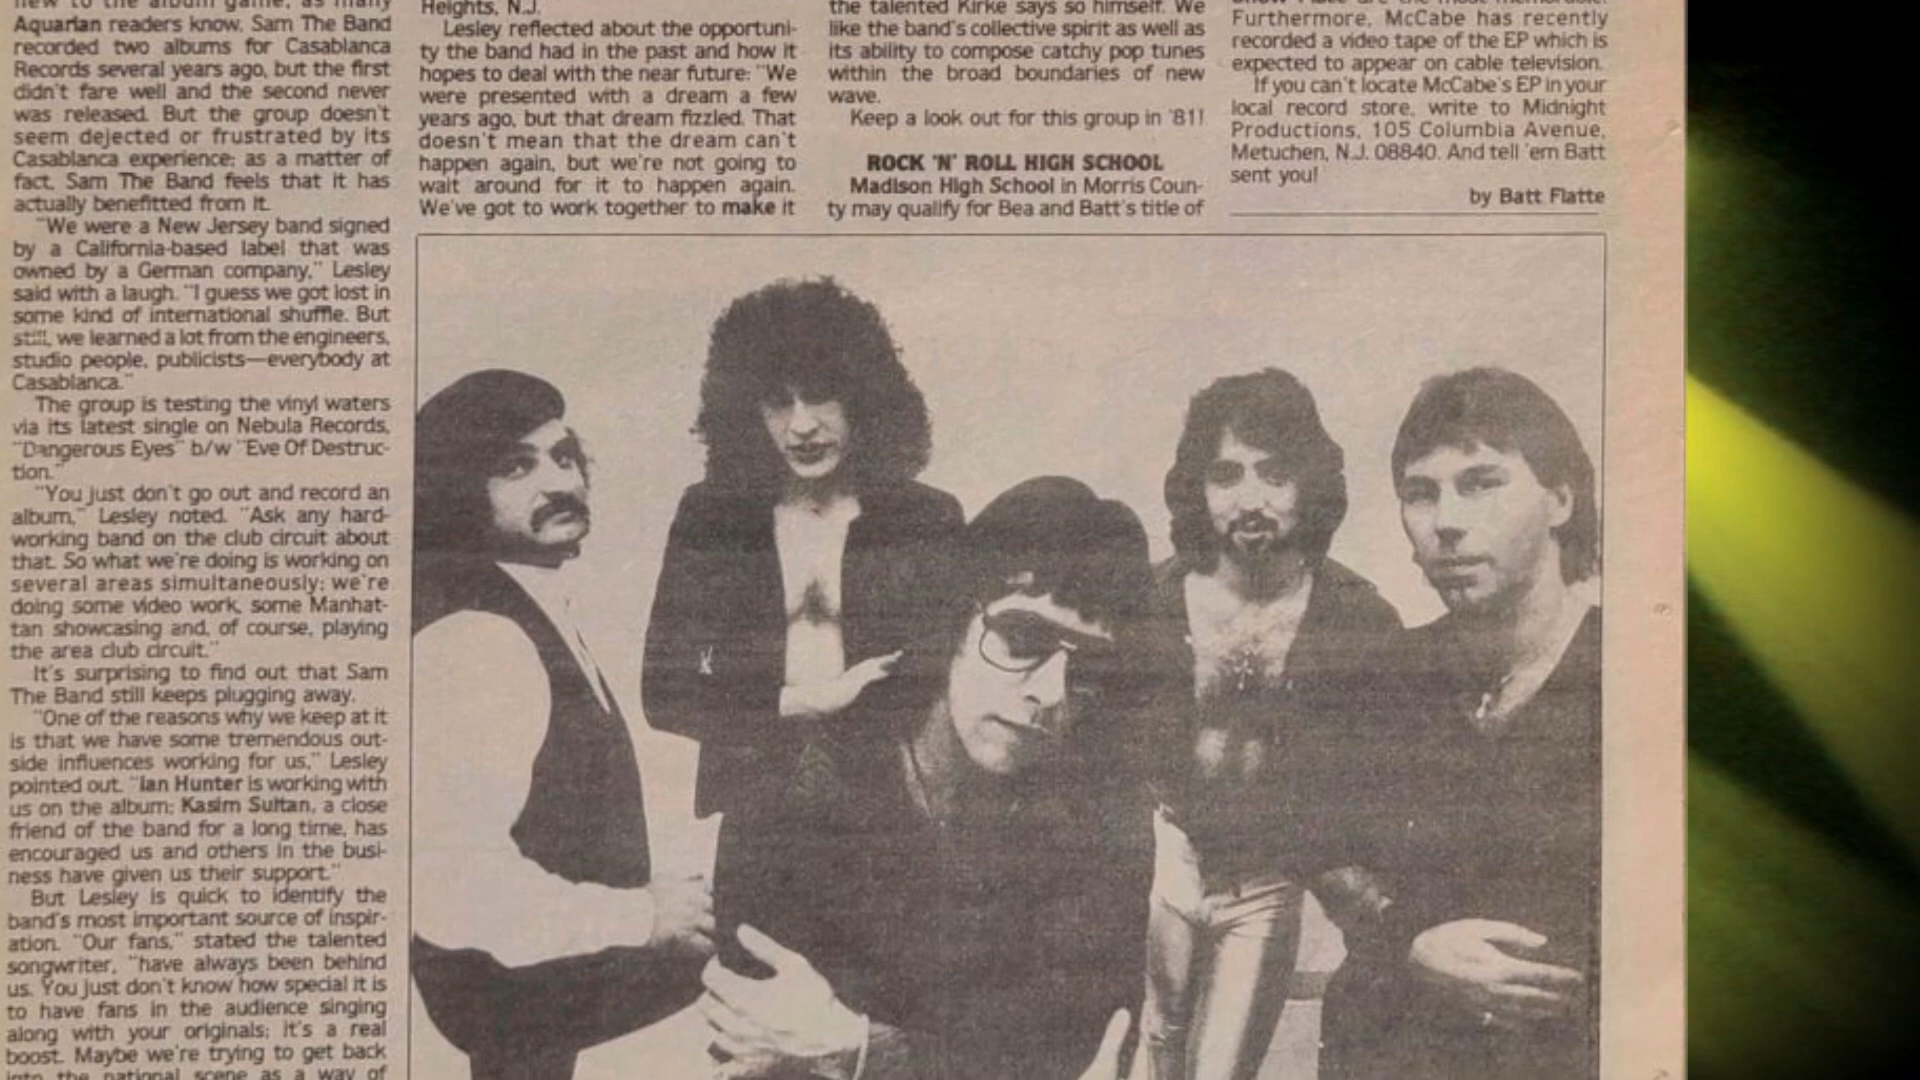 new to the album game, as many
Aquarian readers know. Sam The Band
recorded two albums for Casablanca
Records several years ago, but the first
didn't fare well and the second never
was released. But the group doesn't
seem dejected or frustrated by its
Casablanca experience; as a matter of
fact, Sam The Band feels that it has
actually benefitted from it.
"We were a New Jersey band signed
by a California-based label that was
owned by a German company," Lesley
said with a laugh. "I guess we got lost in
some kind of international shuffle. But
still, we learned a lot from the engineers,
studio people, publicists—everybody at
Casablanca."
The group is testing the vinyl waters
via its latest single on Nebula Records,
"Dangerous Eyes" b/w "Eve Of Destruc-
tion."
"You just don't go out and record an
album," Lesley noted. "Ask any hard-
working band on the club circuit about
that. So what we're doing is working on
several areas simultaneously; we're
doing some video work, some Manhat-
tan showcasing and, of course, playing
the area club circuit."
It's surprising to find out that Sam
The Band still keeps plugging away.
"One of the reasons why we keep at it
is that we have some tremendous out-
side influences working for us," Lesley
pointed out. "Ian Hunter is working with
us on the album; Kasim Sultan, a close
friend of the band for a long time, has
encouraged us and others in the busi-
ness have given us their support."
But Lesley is quick to identify the
band's most important source of inspir-
ation. "Our fans," stated the talented
songwriter, "have always been behind
us. You just don't know how special it is
to have fans in the audience singing
along with your originals; it's a real
boost. Maybe we're trying to get back
into the national scene as a way of
Heights, N.J.
Lesley reflected about the opportuni-
ty the band had in the past and how it
hopes to deal with the near future: "We
were presented with a dream a few
years ago, but that dream fizzled. That
doesn't mean that the dream can't
happen again, but we're not going to
wait around for it to happen again.
We've got to work together to make it
the talented Kirke says so himself. We
like the band's collective spirit as well as
its ability to compose catchy pop tunes
within the broad boundaries of new
wave.
Keep a look out for this group in '81!
ROCK 'N' ROLL HIGH SCHOOL
Madison High School in Morris Coun-
ty may qualify for Bea and Batt's title of
are the most memorable.
Furthermore, McCabe has recently
recorded a video tape of the EP which is
expected to appear on cable television.
If you can't locate McCabe's EP in your
local record store, write to Midnight
Productions, 105 Columbia Avenue,
Metuchen, N.J. 08840. And tell 'em Batt
sent you!
by Batt Flatte